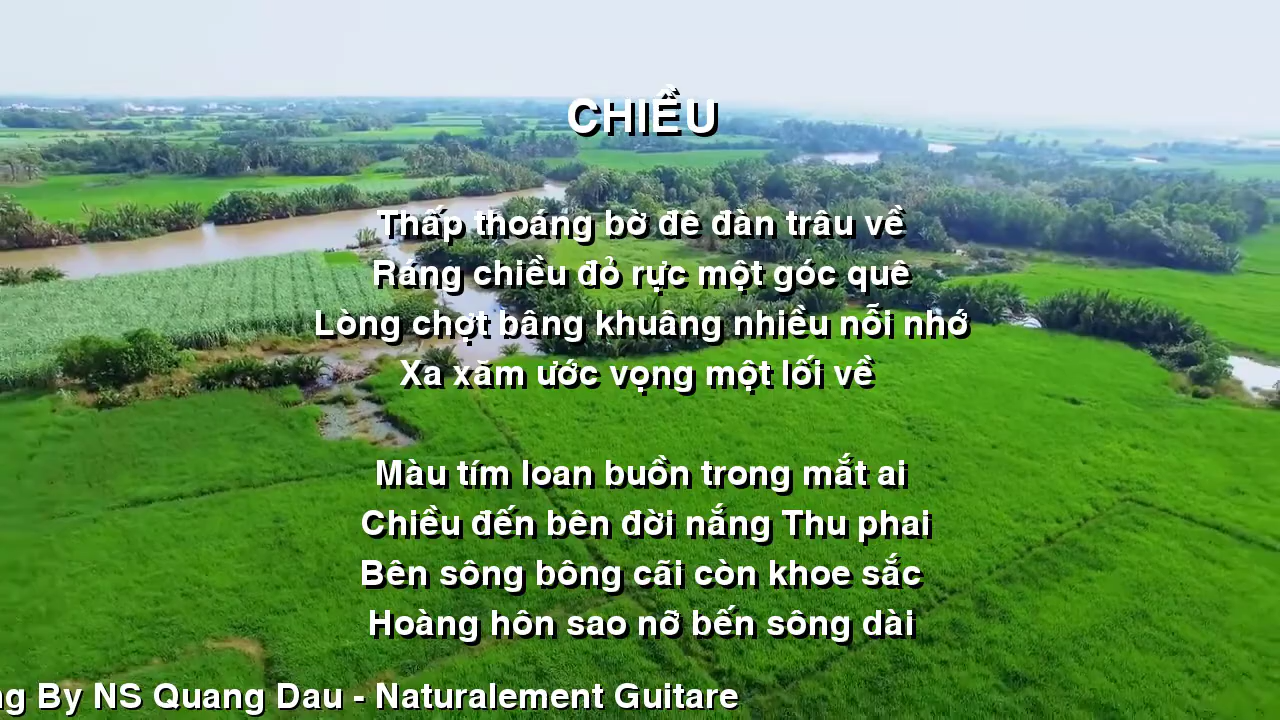 CHIỀU
Thấp thoáng bờ đê đàn trâu về
Ráng chiều đỏ rực một góc quê
Lòng chợt bâng khuâng nhiều nỗi nhớ
Xa xăm ước vọng một lối về
Màu tím loan buồn trong mắt ai
Chiều đến bên đời nắng Thu phai
Bên sông bông cãi còn khoe sắc
Hoàng hôn sao nỡ bến sông dài
By NS Quang Dau - Naturalement Guitare